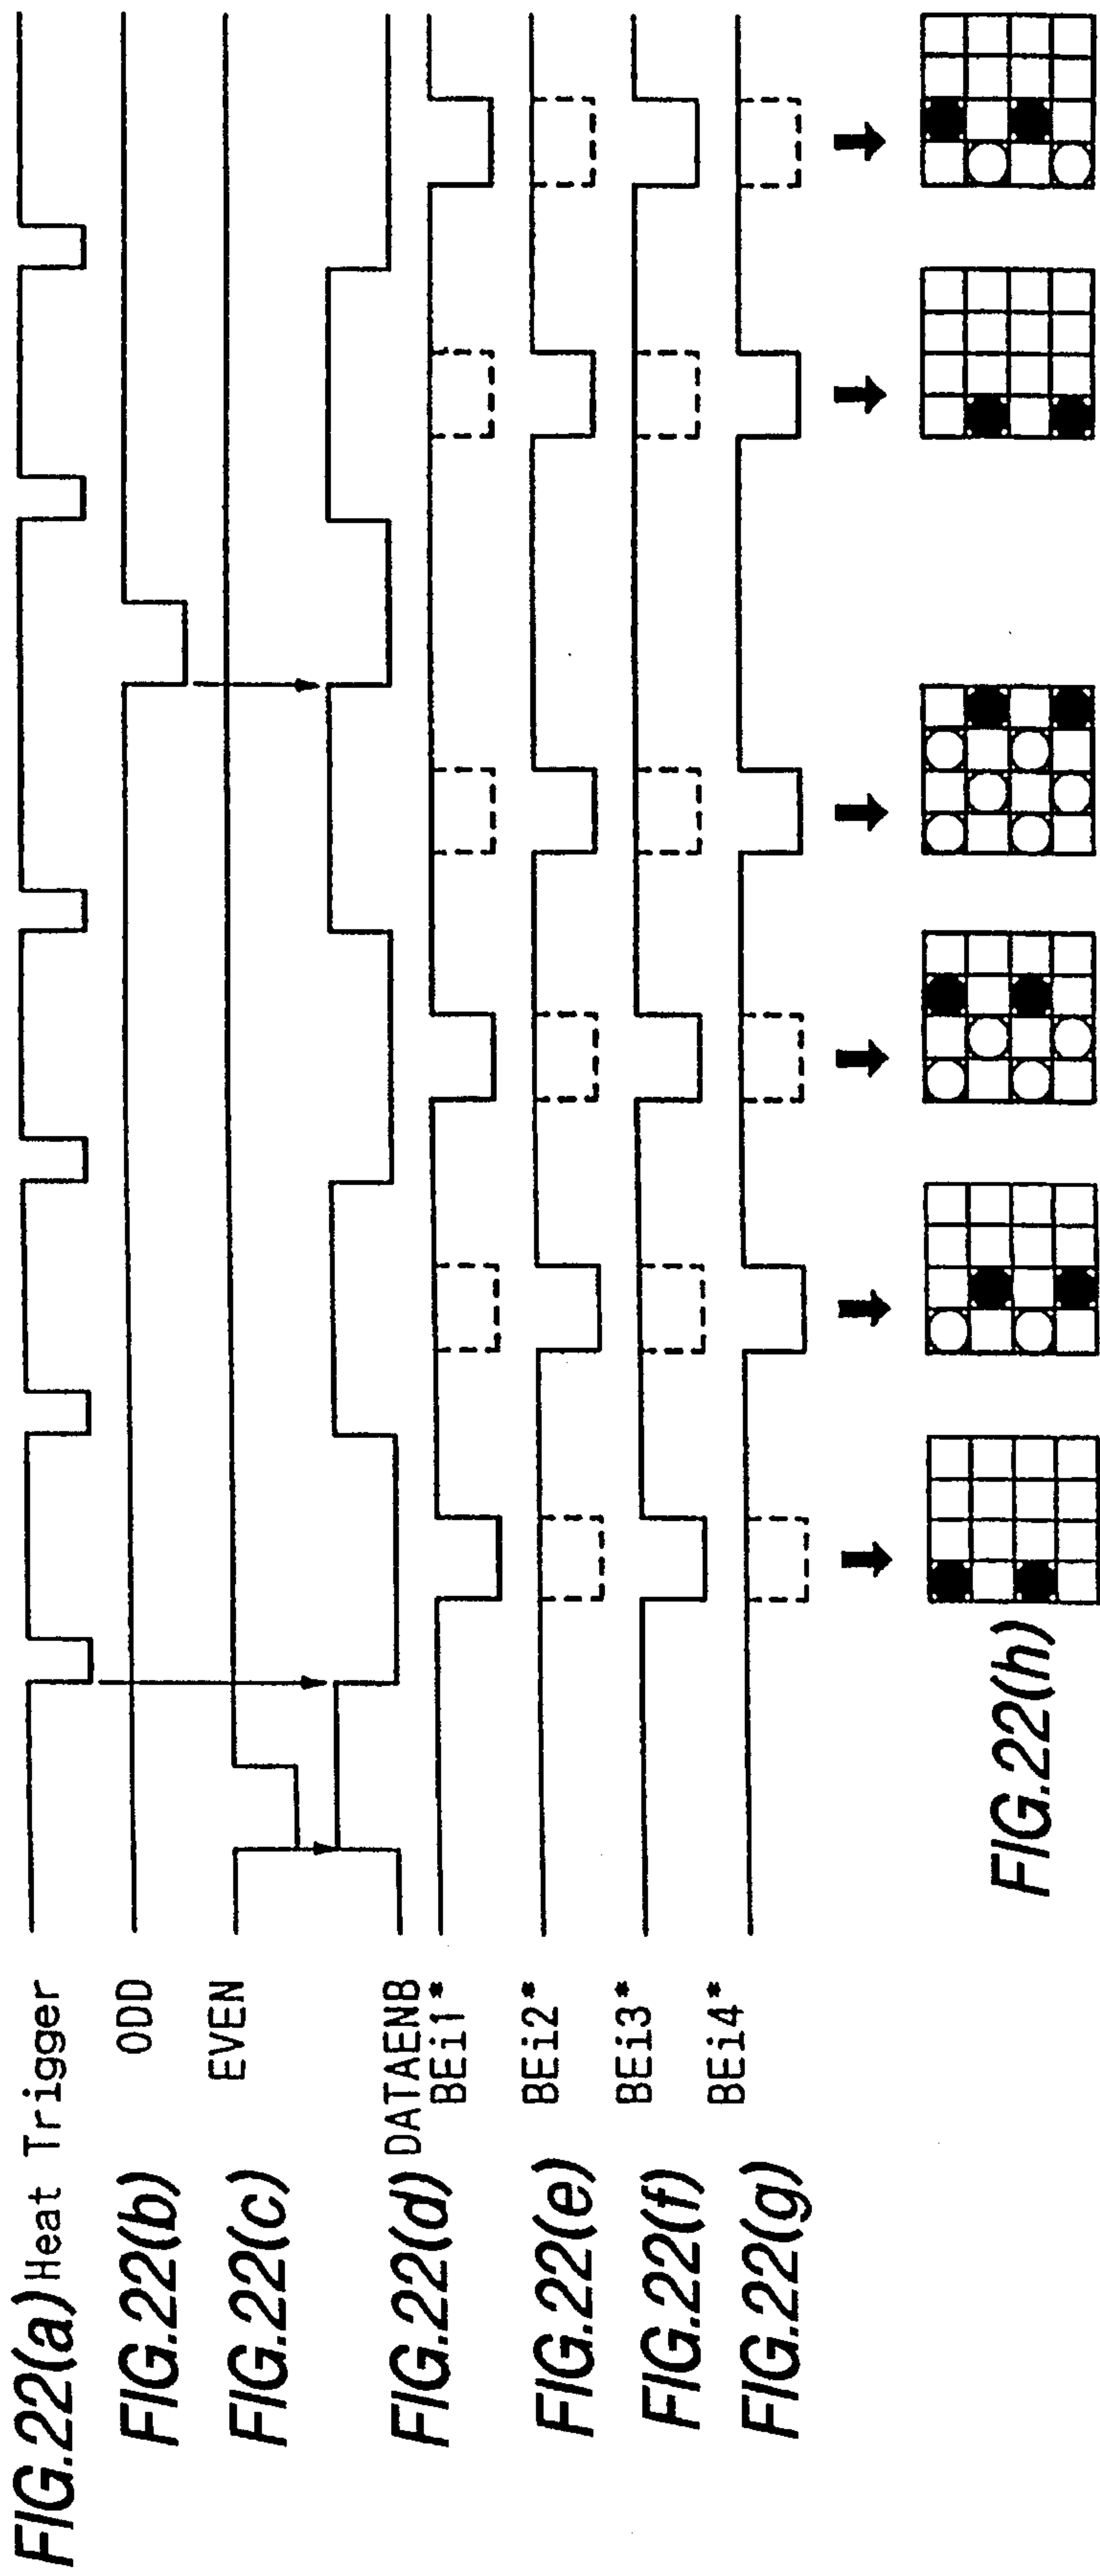 FIG.22(a) Heat Trigger
FIG.22(b) ODD
FIG.22(c) EVEN
FIG.22(d) DATAENB
BEi1*
FIG.22(e) BEi2*
FIG.22(f) BEi3*
FIG.22(g) BEi4*
FIG.22(h)